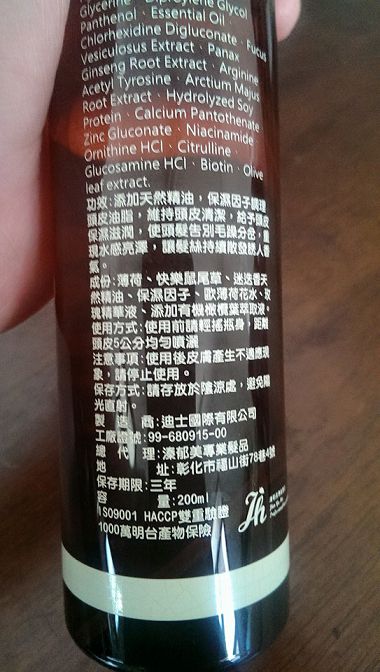 Glycerine、Dipropylene Glycol
Panthenol、Essential Oil、
Chlorhexidine Digluconate、Fucus
Vesiculosus Extract、Panax
Ginseng Root Extract、Arginine
Acetyl Tyrosine、Arctium Majus
Root Extract、Hydrolyzed Soy
Protein、Calcium Pantothenate
Zinc Gluconate、Niacinamide
Ornithine HCl、Citrulline
Glucosamine HCl、Biotin、Olive
leaf extract.
功效:添加天然精油，保濕因子調理
頭皮油脂，維持頭皮清潔，給予頭皮
保濕滋潤，使頭髮告別毛躁分岔，呈
現水感亮澤，讓髮絲持續散發誘人香
氣。
成份:薄荷、快樂鼠尾草、迷迭香天
然精油、保濕因子、歐薄荷花水、玫
瑰精華液、添加有機橄欖葉萃取液。
使用方式:使用前請輕搖瓶身，距離
頭皮5公分均勻噴灑
注意事項:使用後皮膚產生不適應現
象，請停止使用。
保存方式:請存放於陰涼處，避免陽
光直射。
製造商:迪士國際有限公司
工廠證號:99-680915-00
總代理:溱郁美專業髮品
地址:彰化市福山街78巷4號
保存期限:三年
容量:200ml
ISO9001 HACCP雙重驗證
1000萬明台產物保險